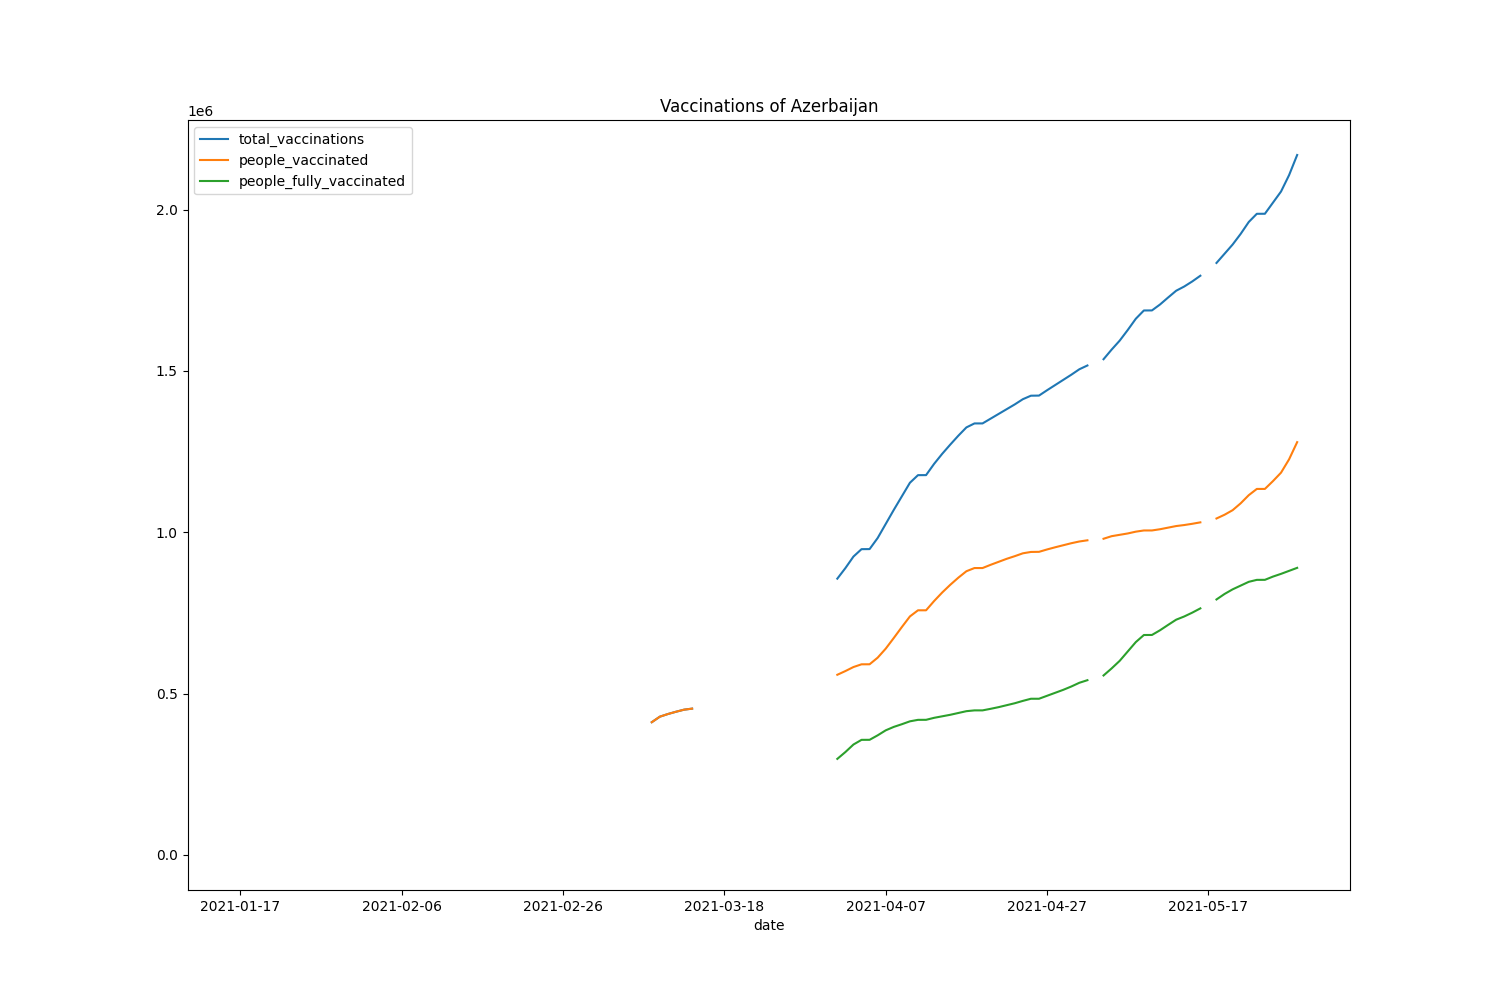 Vaccinations of Azerbaijan
1e6
total_vaccinations
people_vaccinated
people_fully_vaccinated
2.0
1.5
1.0
0.5
0.0
2021-01-17 2021-02-06 2021-02-26 2021-03-18 2021-04-07 2021-04-27 2021-05-17
date